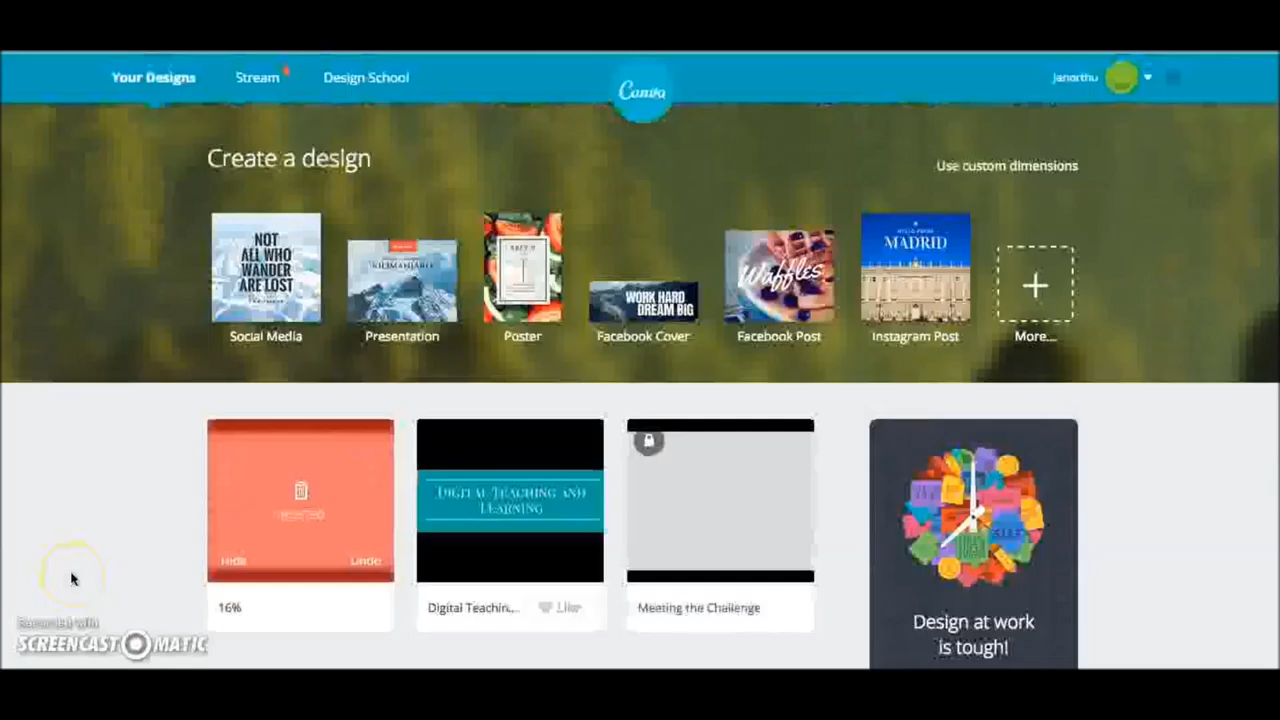 Your Designs
Stream
Design School
Canva
janorthu
Create a design
Use custom dimensions
NOT
ALL WHO
WANDER
ARE LOST
KILIMANJARO
WORK HARD
DREAM BIG
Waffles
MADRID
Social Media
Presentation
Poster
Facebook Cover
Facebook Post
Instagram Post
More...
DIGITAL TEACHING AND
LEARNING
Hide
Undo
16%
Digital Teachin...
Like
Meeting the Challenge
Design at work
is tough!
Recorded with
SCREENCAST-O-MATIC